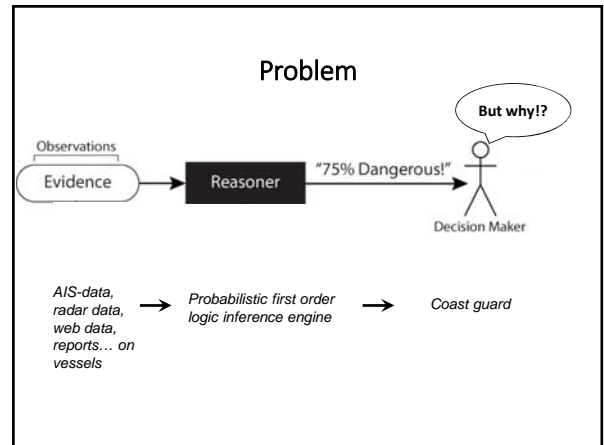 Problem
But why!?
Observations
Evidence
Reasoner
"75% Dangerous!"
Decision Maker
AIS-data,
radar data,
web data,
reports... on
vessels
Probabilistic first order
logic inference engine
Coast guard